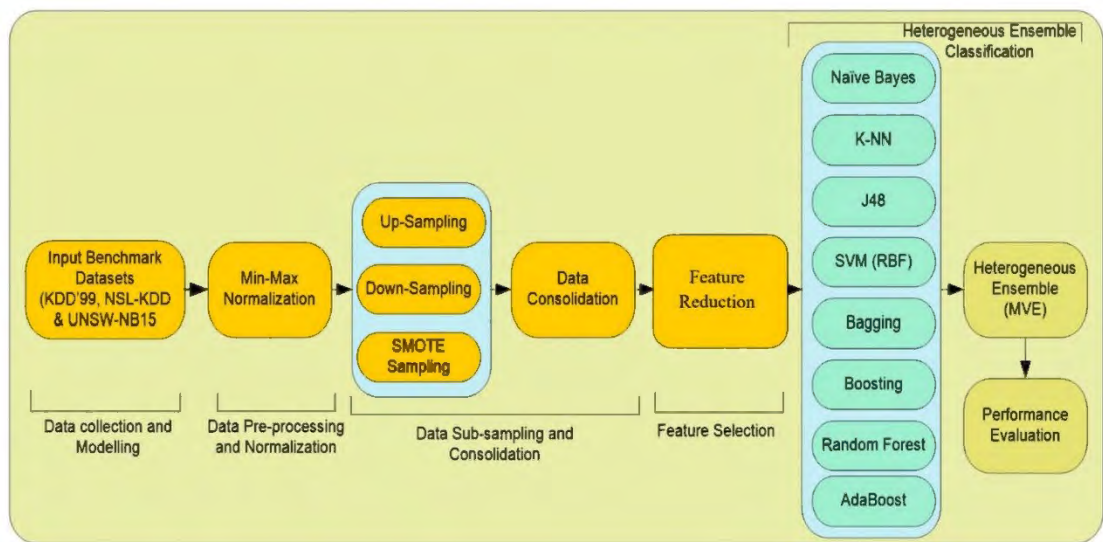 Heterogeneous Ensemble
Classification
Naïve Bayes
K-NN
J48
SVM (RBF)
Bagging
Boosting
Random Forest
AdaBoost
Input Benchmark
Datasets
(KDD'99, NSL-KDD
& UNSW-NB15
Min-Max
Normalization
Up-Sampling
Down-Sampling
SMOTE
Sampling
Data
Consolidation
Feature
Reduction
Heterogeneous
Ensemble
(MVE)
Performance
Evaluation
Data collection and
Modelling
Data Pre-processing
and Normalization
Data Sub-sampling and
Consolidation
Feature Selection